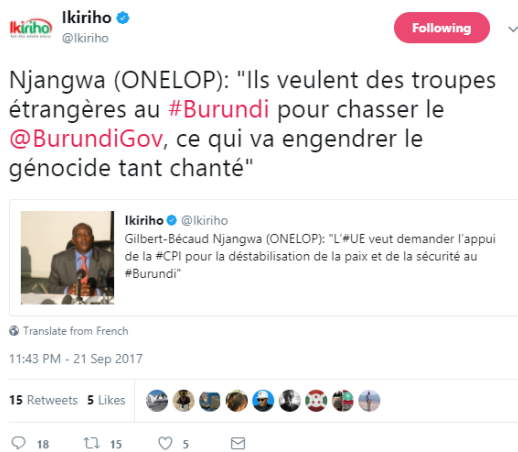 Ikiriho
Ikiriho
@Ikiriho
Following
Njangwa (ONELOP): "Ils veulent des troupes
étrangères au #Burundi pour chasser le
@BurundiGov, ce qui va engendrer le
génocide tant chanté"
Ikiriho @Ikiriho
Gilbert-Bécaud Njangwa (ONELOP): "L'#UE veut demander l'appui
de la #CPI pour la déstabilisation de la paix et de la sécurité au
#Burundi"
Translate from French
11:43 PM - 21 Sep 2017
15 Retweets 5 Likes
18 15 5